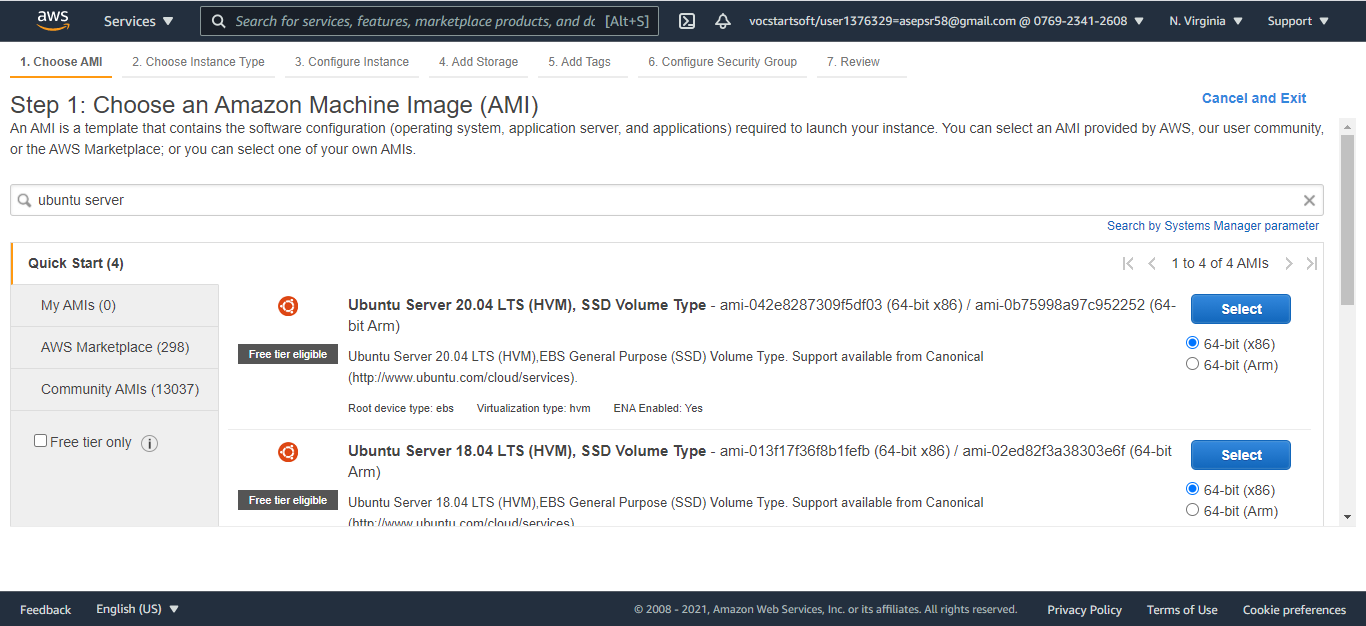 aws
Services
Search for services, features, marketplace products, and dc [Alt+S]
vocstartsoft/user1376329=asepsr58@gmail.com @ 0769-2341-2608
N. Virginia
Support
1. Choose AMI
2. Choose Instance Type
3. Configure Instance
4. Add Storage
5. Add Tags
6. Configure Security Group
7. Review
Step 1: Choose an Amazon Machine Image (AMI)
Cancel and Exit
An AMI is a template that contains the software configuration (operating system, application server, and applications) required to launch your instance. You can select an AMI provided by AWS, our user community,
or the AWS Marketplace; or you can select one of your own AMIs.
ubuntu server
Search by Systems Manager parameter
Quick Start (4)
1 to 4 of 4 AMIs
My AMIs (0)
AWS Marketplace (298)
Community AMIs (13037)
Free tier only
Ubuntu Server 20.04 LTS (HVM), SSD Volume Type - ami-042e8287309f5df03 (64-bit x86) / ami-0b75998a97c952252 (64-
bit Arm)
Free tier eligible
Ubuntu Server 20.04 LTS (HVM),EBS General Purpose (SSD) Volume Type. Support available from Canonical
(http://www.ubuntu.com/cloud/services).
Root device type: ebs
Virtualization type: hvm
ENA Enabled: Yes
Select
64-bit (x86)
64-bit (Arm)
Ubuntu Server 18.04 LTS (HVM), SSD Volume Type - ami-013f17f36f8b1fefb (64-bit x86) / ami-02ed82f3a38303e6f (64-bit
Arm)
Free tier eligible
Ubuntu Server 18.04 LTS (HVM),EBS General Purpose (SSD) Volume Type. Support available from Canonical
(http://www.ubuntu.com/cloud/services)
Select
64-bit (x86)
64-bit (Arm)
Feedback
English (US)
© 2008 - 2021, Amazon Web Services, Inc. or its affiliates. All rights reserved.
Privacy Policy
Terms of Use
Cookie preferences